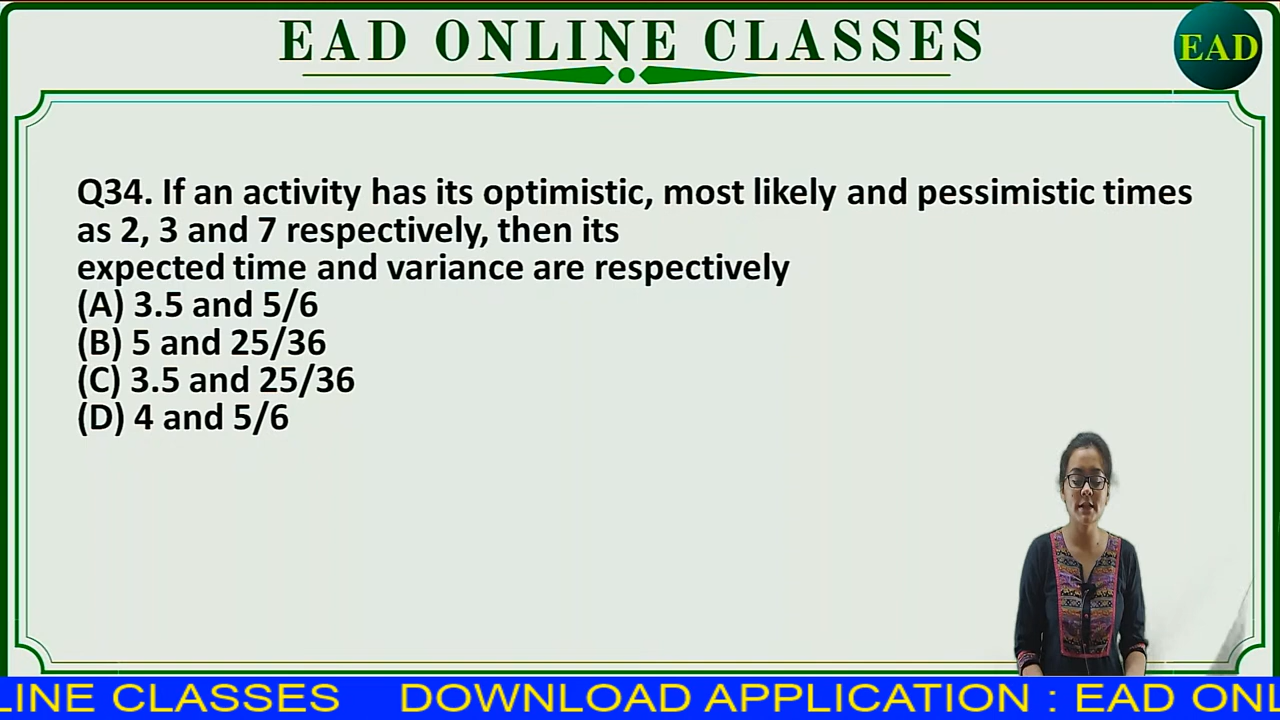 EAD ONLINE CLASSES
EAD
Q34. If an activity has its optimistic, most likely and pessimistic times
as 2, 3 and 7 respectively, then its
expected time and variance are respectively
(A) 3.5 and 5/6
(B) 5 and 25/36
(C) 3.5 and 25/36
(D) 4 and 5/6
LINE CLASSES DOWNLOAD APPLICATION : EAD ONL